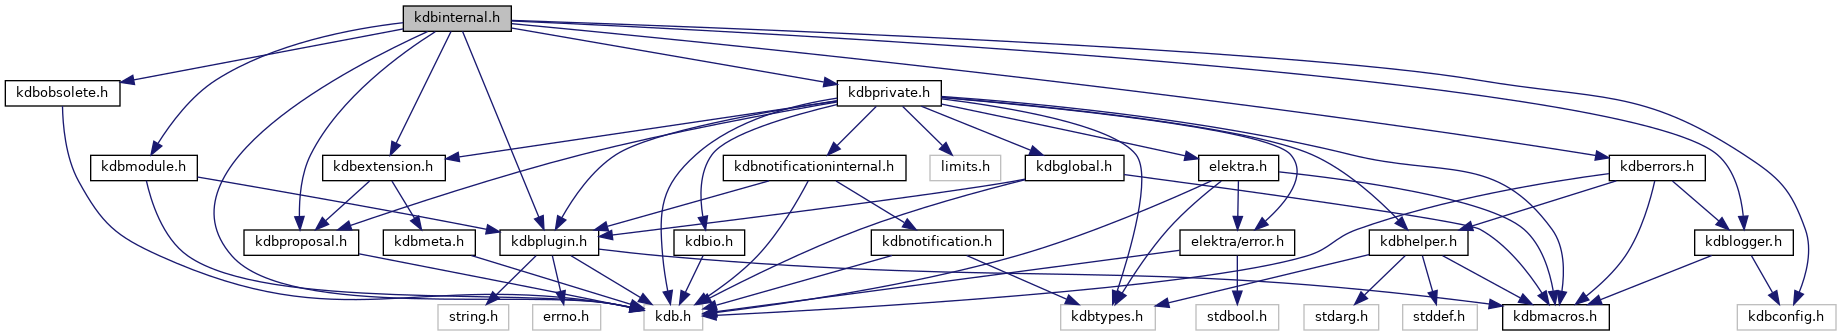 kdbinternal.h
kdbobsolete.h
kdbprivate.h
kdbmodule.h
kdbextension.h
kdbnotificationinternal.h
limits.h
kdbglobal.h
elektra.h
kdberrors.h
kdbproposal.h
kdbmeta.h
kdbplugin.h
kdbio.h
kdbnotification.h
elektra/error.h
kdbhelper.h
kdblogger.h
string.h
errno.h
kdb.h
kdbtypes.h
stdbool.h
stdarg.h
stddef.h
kdbmacros.h
kdbconfig.h